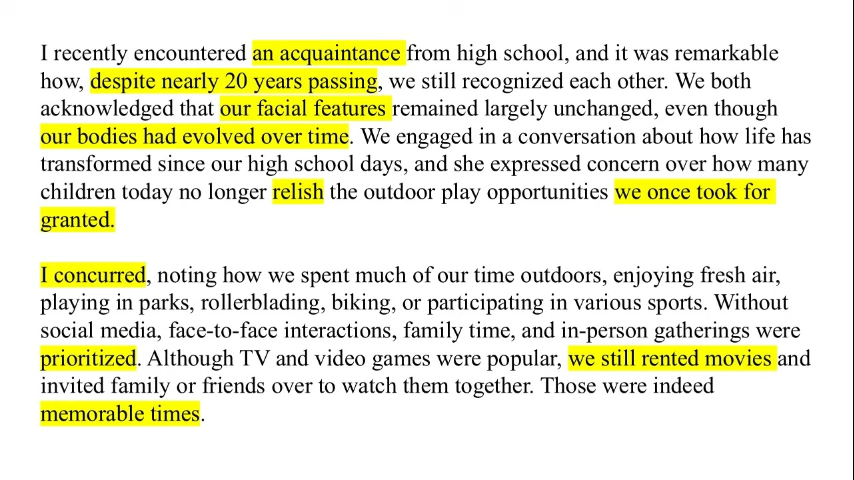 I recently encountered an acquaintance from high school, and it was remarkable
how, despite nearly 20 years passing, we still recognized each other. We both
acknowledged that our facial features remained largely unchanged, even though
our bodies had evolved over time. We engaged in a conversation about how life has
transformed since our high school days, and she expressed concern over how many
children today no longer relish the outdoor play opportunities we once took for
granted.
I concurred, noting how we spent much of our time outdoors, enjoying fresh air,
playing in parks, rollerblading, biking, or participating in various sports. Without
social media, face-to-face interactions, family time, and in-person gatherings were
prioritized. Although TV and video games were popular, we still rented movies and
invited family or friends over to watch them together. Those were indeed
memorable times.